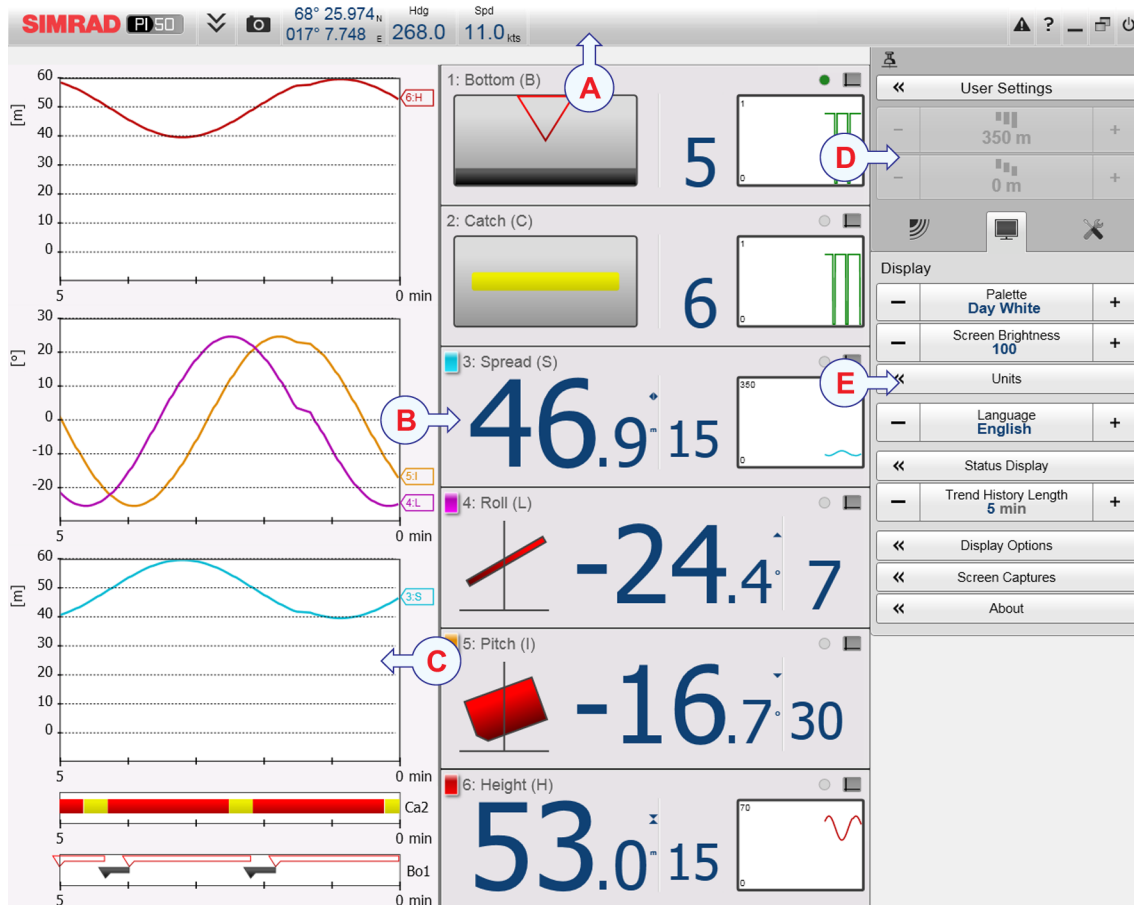 SIMRAD PI 50
68° 25.974 N
017° 7.748 E
Hdg
268.0
Spd
11.0 kts
?
A
60
50
40
30
20
10
0
[m]
6:H
5
0 min
30
20
10
0
-10
-20
[°]
5:I
4:L
5
0 min
60
50
40
30
20
10
0
[m]
3:S
5
0 min
Ca2
5
0 min
Bo1
5
0 min
B
C
1: Bottom (B)
5
1
0
2: Catch (C)
6
1
0
3: Spread (S)
46.9 m
15
350
0
4: Roll (L)
-24.4°
7
5: Pitch (I)
-16.7°
30
6: Height (H)
53.0 m
15
70
0
D
E
« User Settings
- 350 m +
- 0 m +
Display
Palette
- Day White +
Screen Brightness
- 100 +
« Units
Language
- English +
« Status Display
Trend History Length
- 5 min +
« Display Options
« Screen Captures
« About